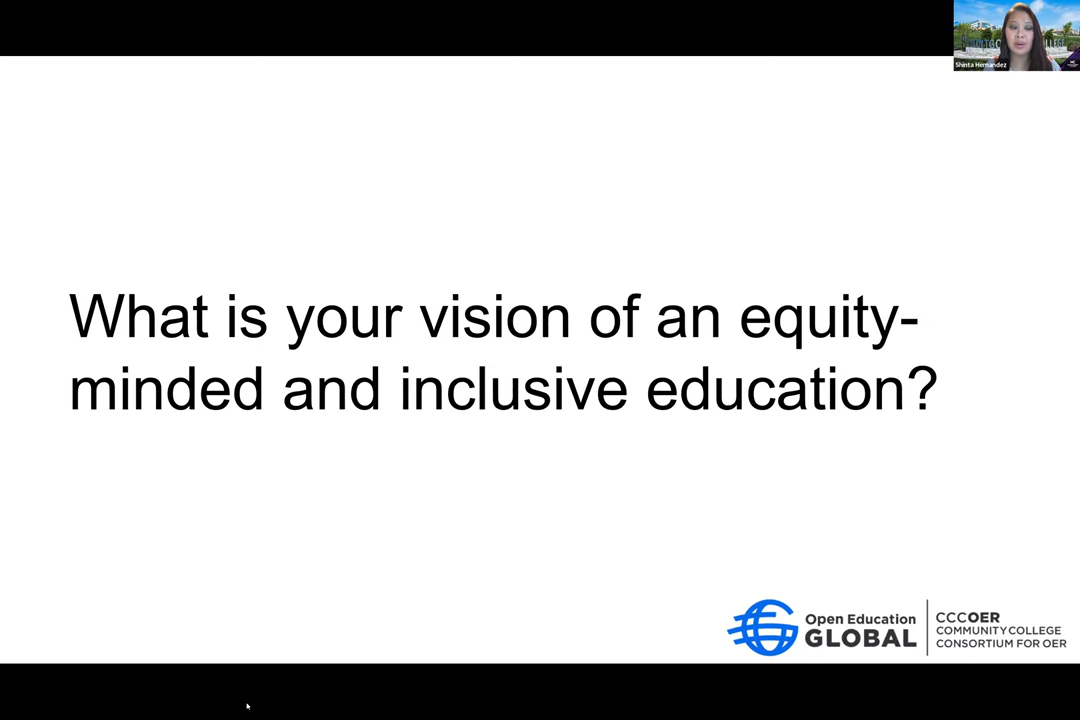 Shinta Hernandez
What is your vision of an equity-
minded and inclusive education?
Open Education
GLOBAL
CCCOER
COMMUNITY COLLEGE
CONSORTIUM FOR OER